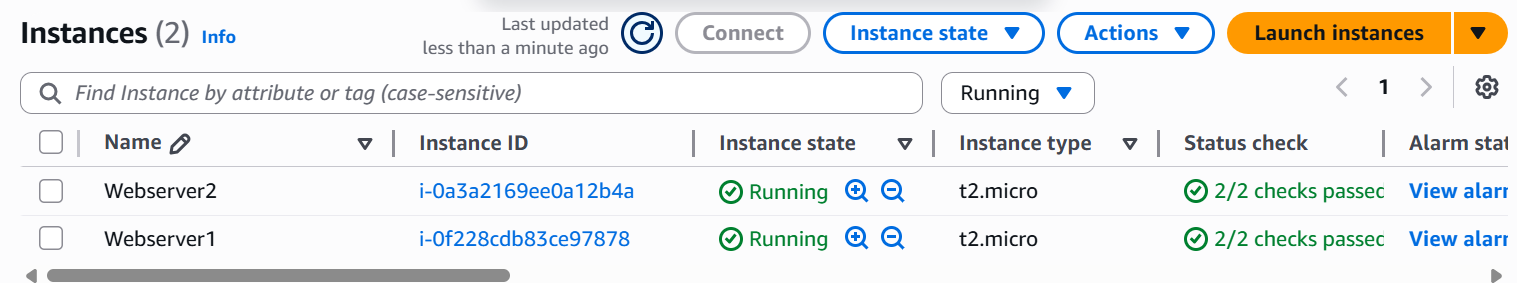 Instances (2) Info
Last updated
less than a minute ago
Connect Instance state Actions Launch instances
Find Instance by attribute or tag (case-sensitive)
Running
1
Name Instance ID Instance state Instance type Status check Alarm stat
Webserver2 i-0a3a2169ee0a12b4a Running t2.micro 2/2 checks passed View alarr
Webserver1 i-0f228cdb83ce97878 Running t2.micro 2/2 checks passed View alarr